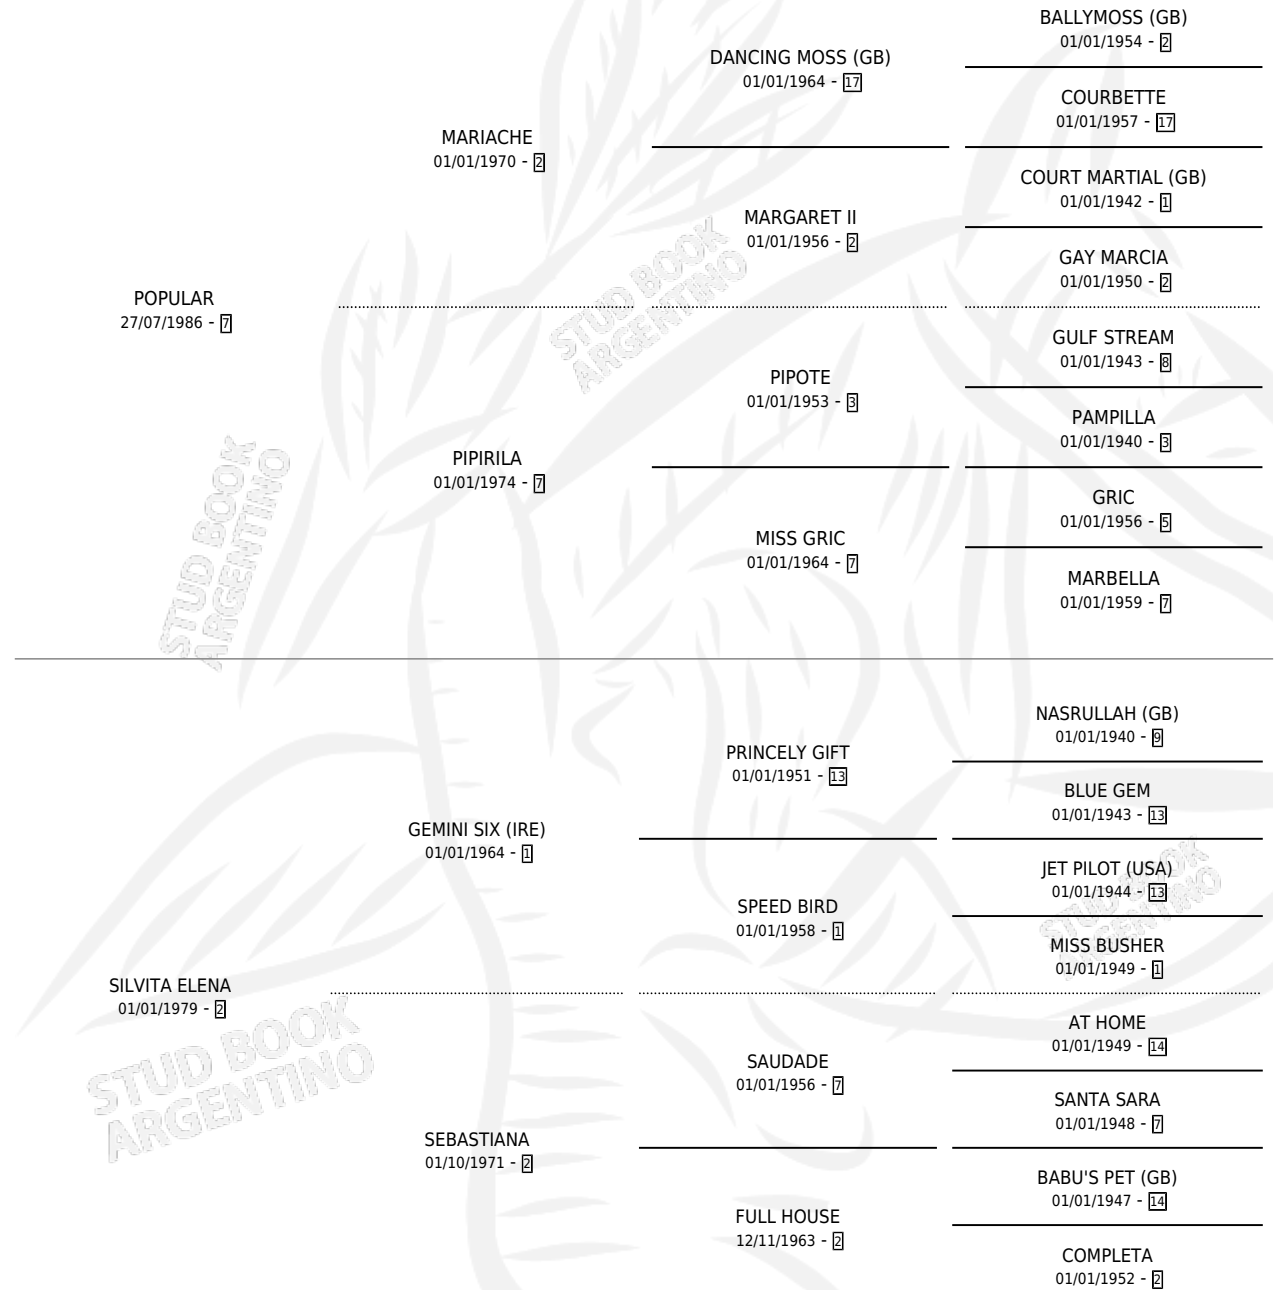 BALLYMOSS (GB)
01/01/1954 - 2
DANCING MOSS (GB)
01/01/1964 - 17
COURBETTE
01/01/1957 - 17
MARIACHE
01/01/1970 - 2
COURT MARTIAL (GB)
01/01/1942 - 1
MARGARET II
01/01/1956 - 2
GAY MARCIA
01/01/1950 - 2
POPULAR
27/07/1986 - 7
STUD BOOK
ARGENTINO
GULF STREAM
01/01/1943 - 8
PIPOTE
01/01/1953 - 3
PAMPILLA
01/01/1940 - 3
PIPIRILA
01/01/1974 - 7
GRIC
01/01/1956 - 5
MISS GRIC
01/01/1964 - 7
MARBELLA
01/01/1959 - 7
STUD BOOK
ARGENTINO
NASRULLAH (GB)
01/01/1940 - 9
PRINCELY GIFT
01/01/1951 - 13
BLUE GEM
01/01/1943 - 13
GEMINI SIX (IRE)
01/01/1964 - 1
JET PILOT (USA)
01/01/1944 - 13
SPEED BIRD
01/01/1958 - 1
STUD BOOK
ARGENTINO
MISS BUSHER
01/01/1949 - 1
SILVITA ELENA
01/01/1979 - 2
STUD BOOK
ARGENTINO
AT HOME
01/01/1949 - 14
SAUDADE
01/01/1956 - 7
SANTA SARA
01/01/1948 - 7
SEBASTIANA
01/10/1971 - 2
BABU'S PET (GB)
01/01/1947 - 14
FULL HOUSE
12/11/1963 - 2
COMPLETA
01/01/1952 - 2